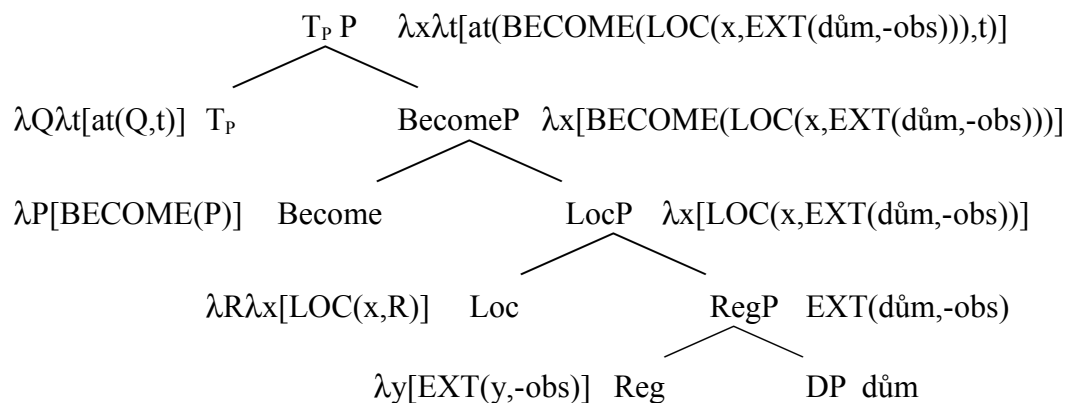 T_P P λxλt[at(BECOME(LOC(x,EXT(dům,-obs))),t)]
λQλt[at(Q,t)] T_P BecomeP λx[BECOME(LOC(x,EXT(dům,-obs)))]
λP[BECOME(P)] Become LocP λx[LOC(x,EXT(dům,-obs))]
λRλx[LOC(x,R)] Loc RegP EXT(dům,-obs)
λy[EXT(y,-obs)] Reg DP dům